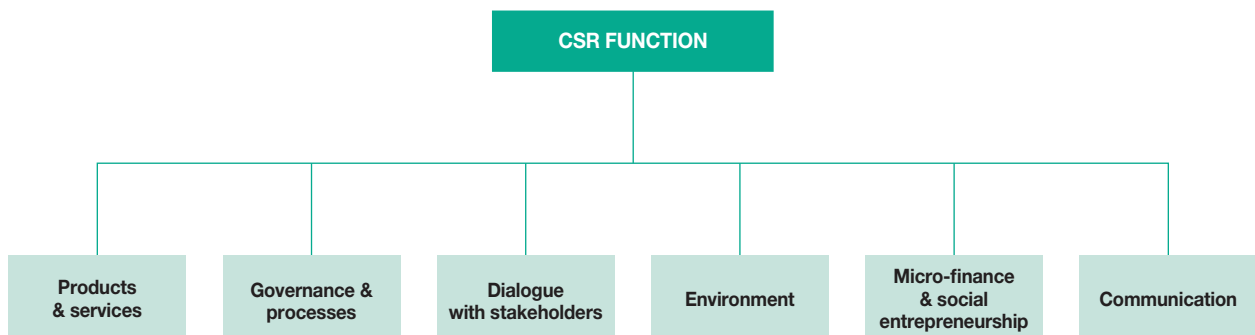 CSR FUNCTION
Products
& services
Governance &
processes
Dialogue
with stakeholders
Environment
Micro-finance
& social
entrepreneurship
Communication